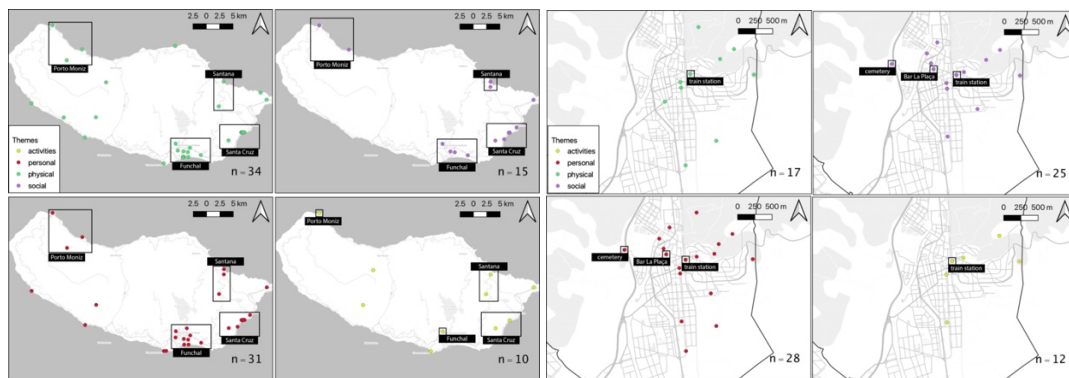 2.5 0 2.5 5 km
Porto Moniz
Santana
Santa Cruz
Funchal
Themes
activities
personal
physical
social
n = 34
2.5 0 2.5 5 km
Porto Moniz
Santana
Santa Cruz
Funchal
n = 15
0 250 500 m
train station
Themes
activities
personal
physical
social
n = 17
0 250 500 m
cemetery
Bar La Plaça
train station
n = 25
2.5 0 2.5 5 km
Porto Moniz
Santana
Santa Cruz
Funchal
n = 31
2.5 0 2.5 5 km
Porto Moniz
Santana
Santa Cruz
Funchal
n = 10
0 250 500 m
cemetery
Bar La Plaça
train station
n = 28
0 250 500 m
train station
n = 12